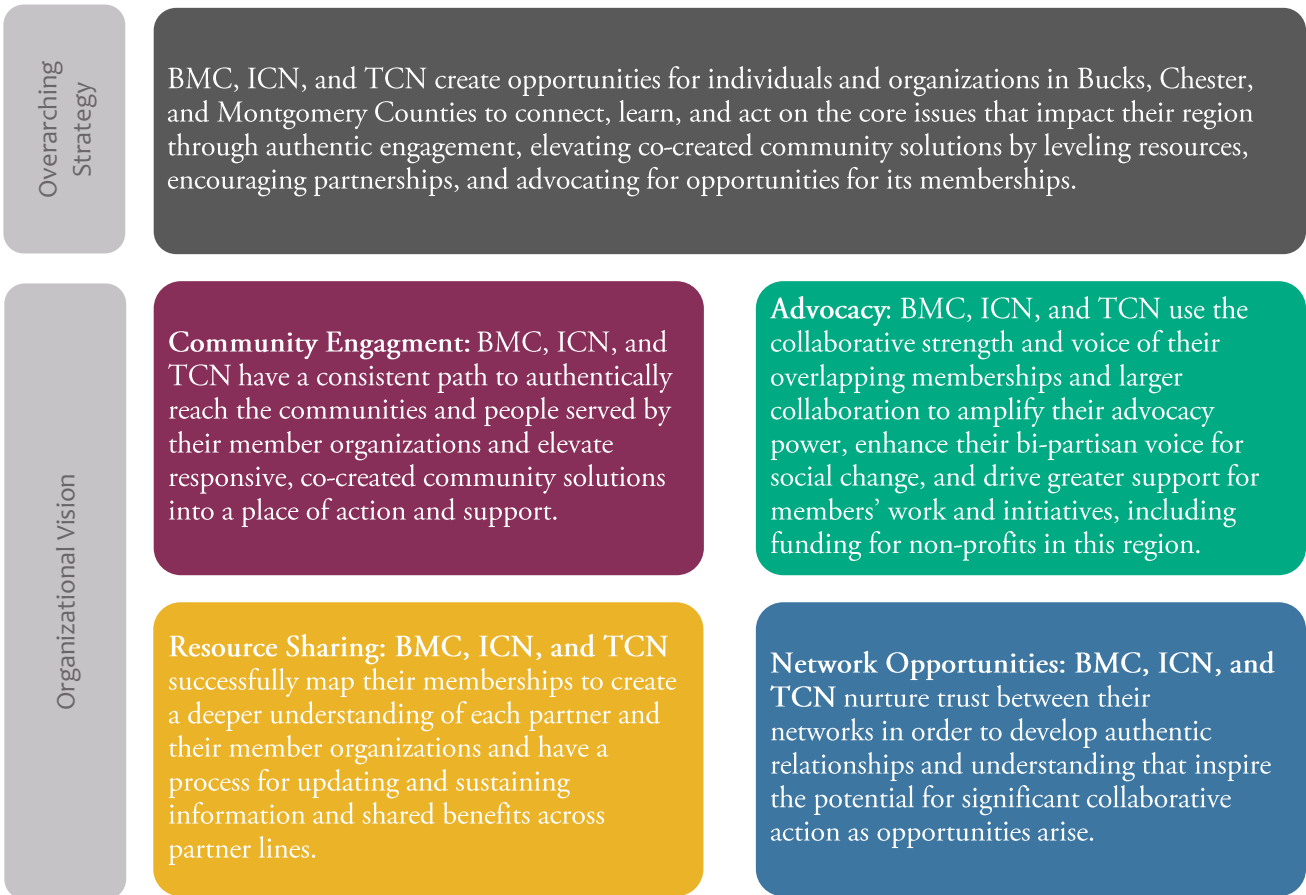 Overarching
Strategy
BMC, ICN, and TCN create opportunities for individuals and organizations in Bucks, Chester,
and Montgomery Counties to connect, learn, and act on the core issues that impact their region
through authentic engagement, elevating co-created community solutions by leveling resources,
encouraging partnerships, and advocating for opportunities for its memberships.
Organizational Vision
Community Engagment: BMC, ICN, and
TCN have a consistent path to authentically
reach the communities and people served by
their member organizations and elevate
responsive, co-created community solutions
into a place of action and support.
Advocacy: BMC, ICN, and TCN use the
collaborative strength and voice of their
overlapping memberships and larger
collaboration to amplify their advocacy
power, enhance their bi-partisan voice for
social change, and drive greater support for
members’ work and initiatives, including
funding for non-profits in this region.
Resource Sharing: BMC, ICN, and TCN
successfully map their memberships to create
a deeper understanding of each partner and
their member organizations and have a
process for updating and sustaining
information and shared benefits across
partner lines.
Network Opportunities: BMC, ICN, and
TCN nurture trust between their
networks in order to develop authentic
relationships and understanding that inspire
the potential for significant collaborative
action as opportunities arise.